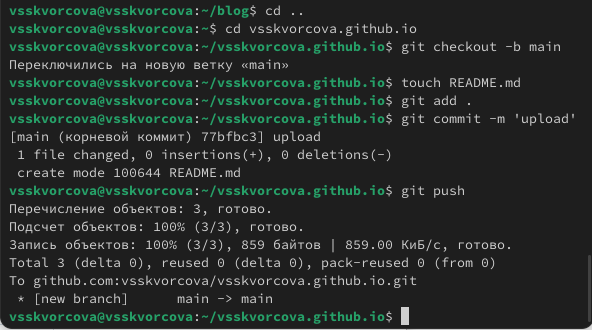 vsskvorcova@vsskvorcova:~/blog$ cd ..
vsskvorcova@vsskvorcova:~$ cd vsskvorcova.github.io
vsskvorcova@vsskvorcova:~/vsskvorcova.github.io$ git checkout -b main
Переключились на новую ветку «main»
vsskvorcova@vsskvorcova:~/vsskvorcova.github.io$ touch README.md
vsskvorcova@vsskvorcova:~/vsskvorcova.github.io$ git add .
vsskvorcova@vsskvorcova:~/vsskvorcova.github.io$ git commit -m 'upload'
[main (корневой коммит) 77bfbc3] upload
 1 file changed, 0 insertions(+), 0 deletions(-)
 create mode 100644 README.md
vsskvorcova@vsskvorcova:~/vsskvorcova.github.io$ git push
Перечисление объектов: 3, готово.
Подсчет объектов: 100% (3/3), готово.
Запись объектов: 100% (3/3), 859 байтов | 859.00 КиБ/с, готово.
Total 3 (delta 0), reused 0 (delta 0), pack-reused 0 (from 0)
To github.com:vsskvorcova/vsskvorcova.github.io.git
 * [new branch]      main -> main
vsskvorcova@vsskvorcova:~/vsskvorcova.github.io$